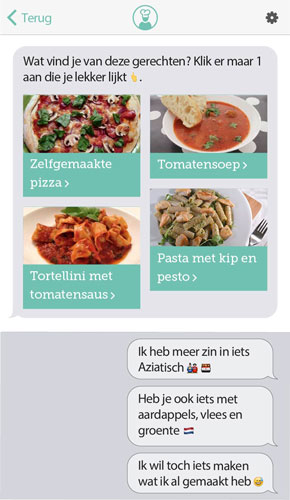 Terug
Wat vind je van deze gerechten? Klik er maar 1
aan die je lekker lijkt 👆.
Zelfgemaakte
pizza ›
Tomatensoep ›
Tortellini met
tomatensaus ›
Pasta met kip en
pesto ›
Ik heb meer zin in iets
Aziatisch 🎎 🇪🇬
Heb je ook iets met
aardappels, vlees en
groente 🇳🇱
Ik wil toch iets maken
wat ik al gemaakt heb 😅